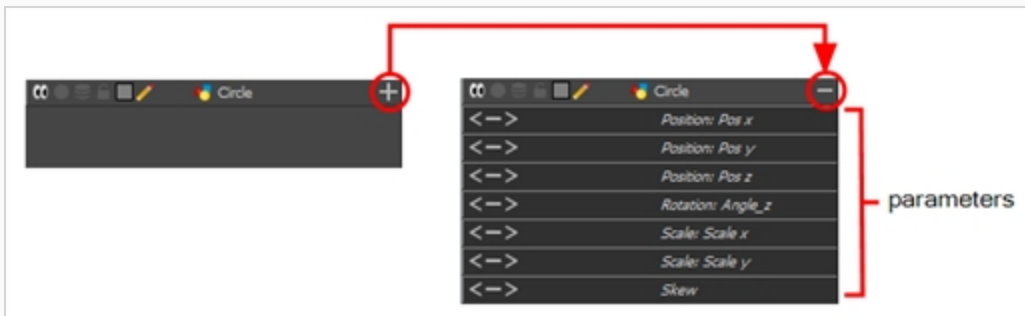 Circle
Circle
Position: Pos x
Position: Pos y
Position: Pos z
Rotation: Angle_z
Scale: Scale x
Scale: Scale y
Skew
parameters